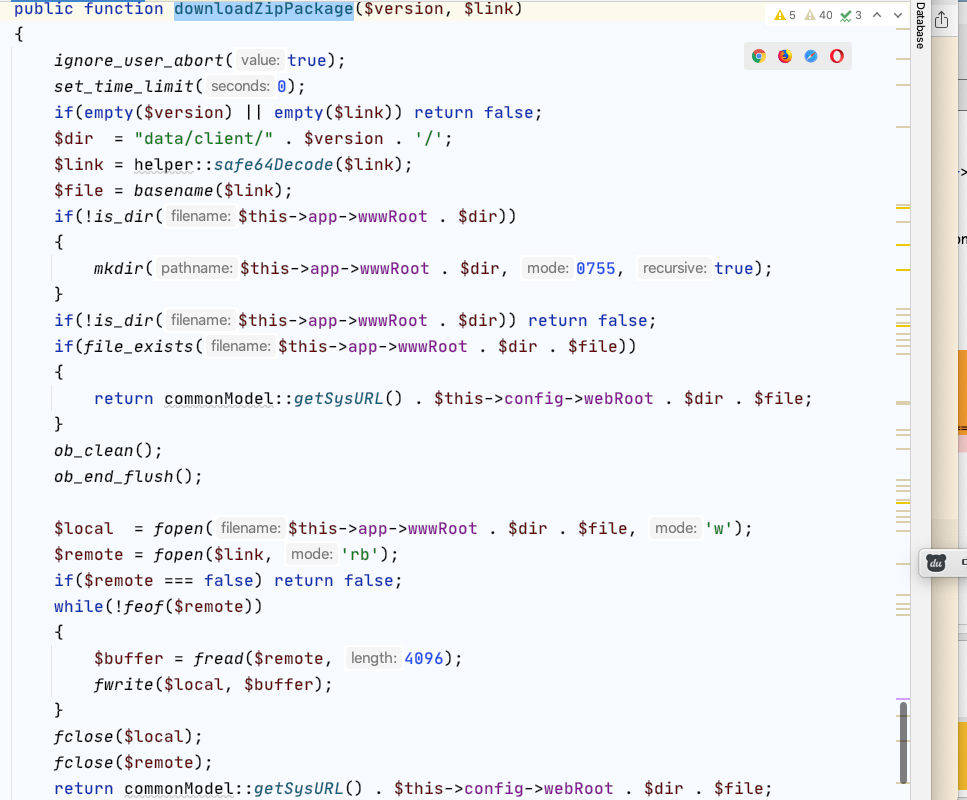 public function downloadZipPackage($version, $link)
5 40 3
{
ignore_user_abort( value: true);
set_time_limit( seconds: 0);
if(empty($version) || empty($link)) return false;
$dir  = "data/client/" . $version . '/';
$link = helper::safe64Decode($link);
$file = basename($link);
if(!is_dir( filename: $this->app->wwwRoot . $dir))
{
mkdir( pathname: $this->app->wwwRoot . $dir, mode: 0755, recursive: true);
}
if(!is_dir( filename: $this->app->wwwRoot . $dir)) return false;
if(file_exists( filename: $this->app->wwwRoot . $dir . $file))
{
return commonModel::getSysURL() . $this->config->webRoot . $dir . $file;
}
ob_clean();
ob_end_flush();
$local  = fopen( filename: $this->app->wwwRoot . $dir . $file, mode: 'w');
$remote = fopen($link, mode: 'rb');
if($remote === false) return false;
while(!feof($remote))
{
$buffer = fread($remote, length: 4096);
fwrite($local, $buffer);
}
fclose($local);
fclose($remote);
return commonModel::getSysURL() . $this->config->webRoot . $dir . $file;
Database
du